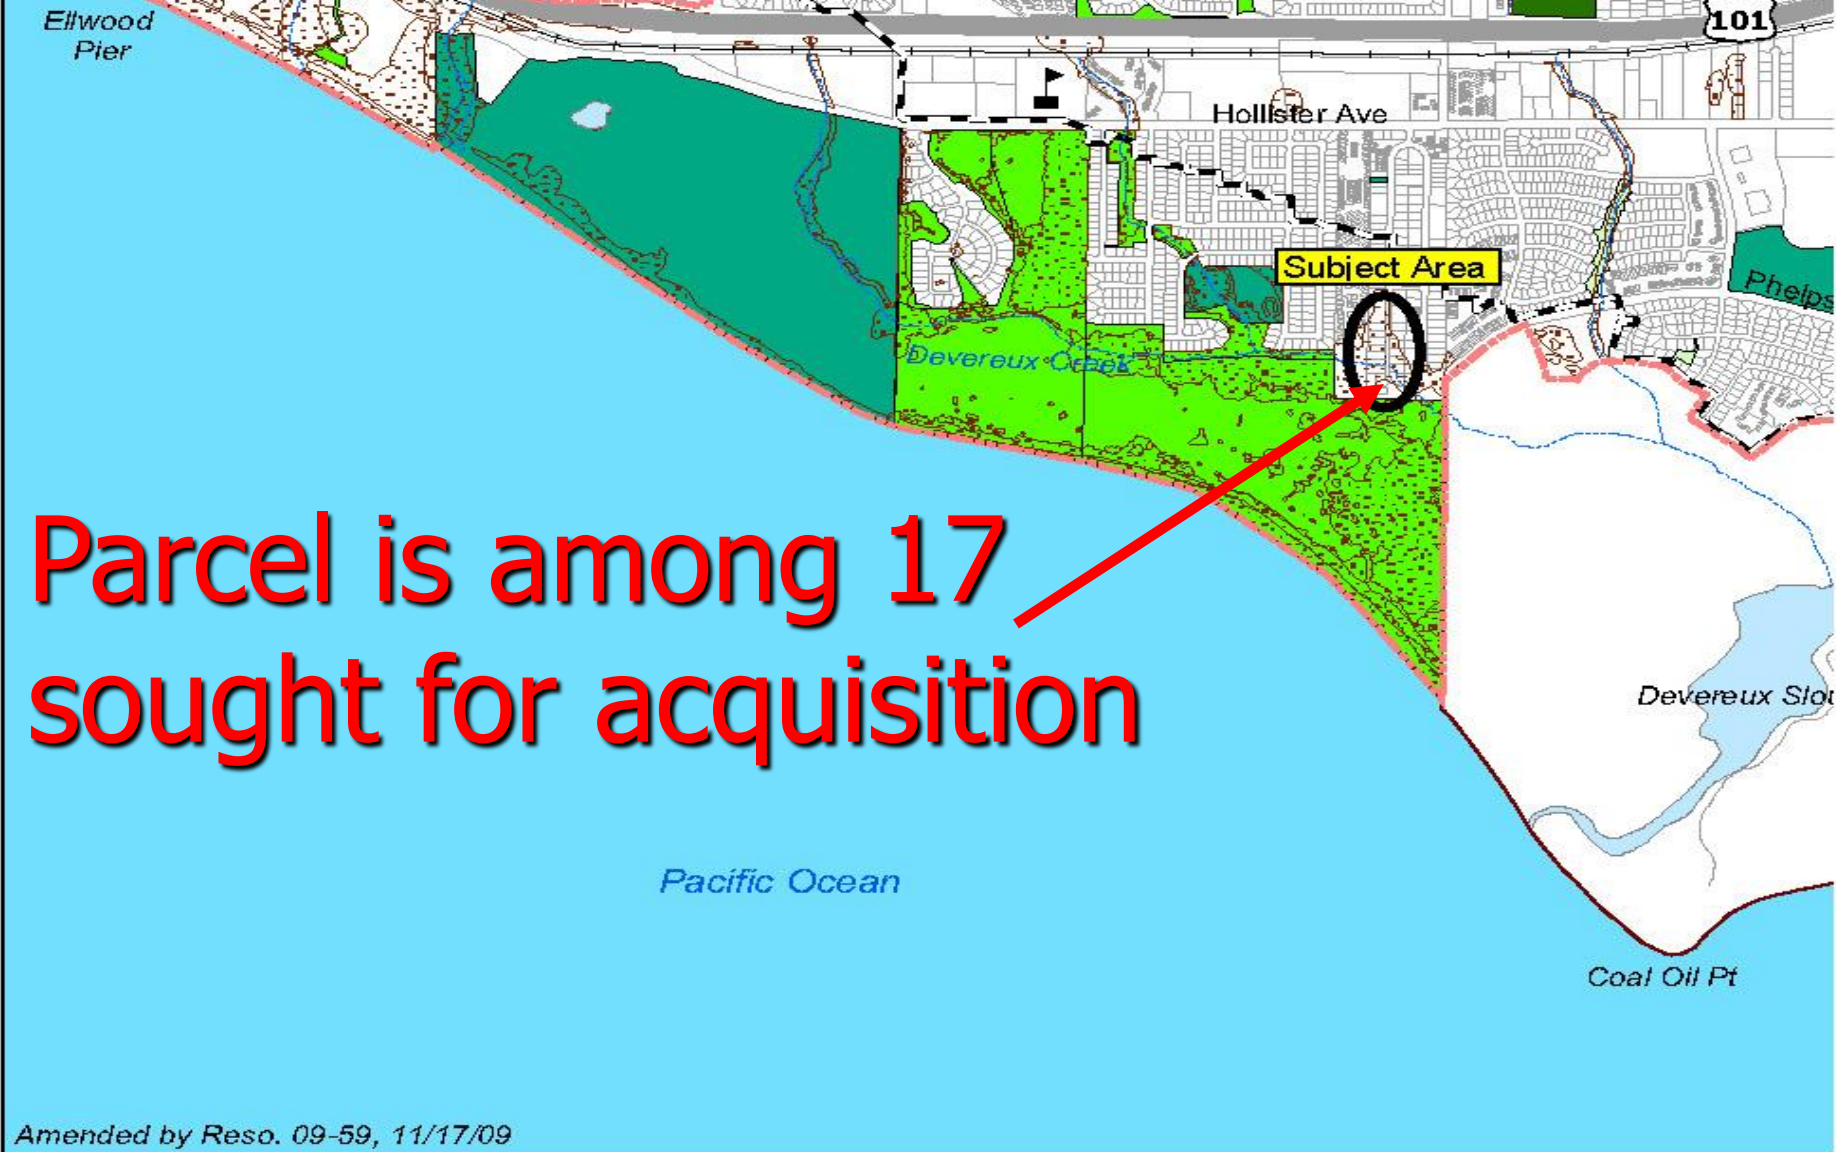 Ellwood
Pier
101
Hollister Ave
Subject Area
Phelps
Devereux Creek
Parcel is among 17
sought for acquisition
Devereux Slou
Pacific Ocean
Coal Oil Pt
Amended by Reso. 09-59, 11/17/09